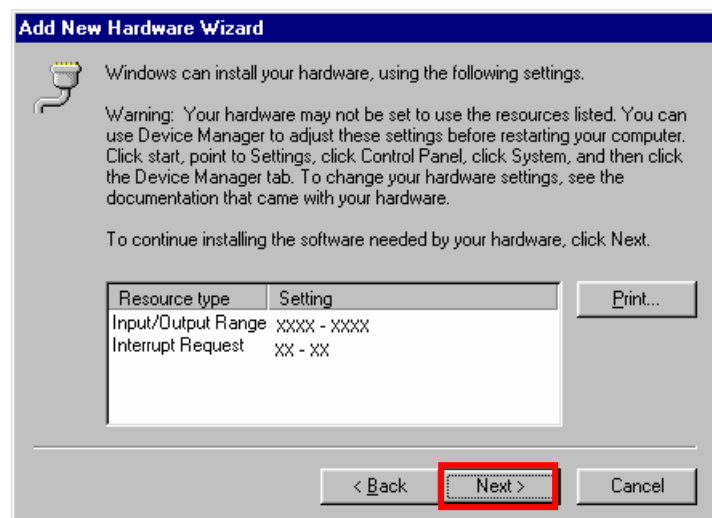 Add New Hardware Wizard
Windows can install your hardware, using the following settings.
Warning: Your hardware may not be set to use the resources listed. You can
use Device Manager to adjust these settings before restarting your computer.
Click start, point to Settings, click Control Panel, click System, and then click
the Device Manager tab. To change your hardware settings, see the
documentation that came with your hardware.
To continue installing the software needed by your hardware, click Next.
Resource type Setting
Input/Output Range xxxx - xxxx
Interrupt Request xx - xx
Print...
< Back Next > Cancel